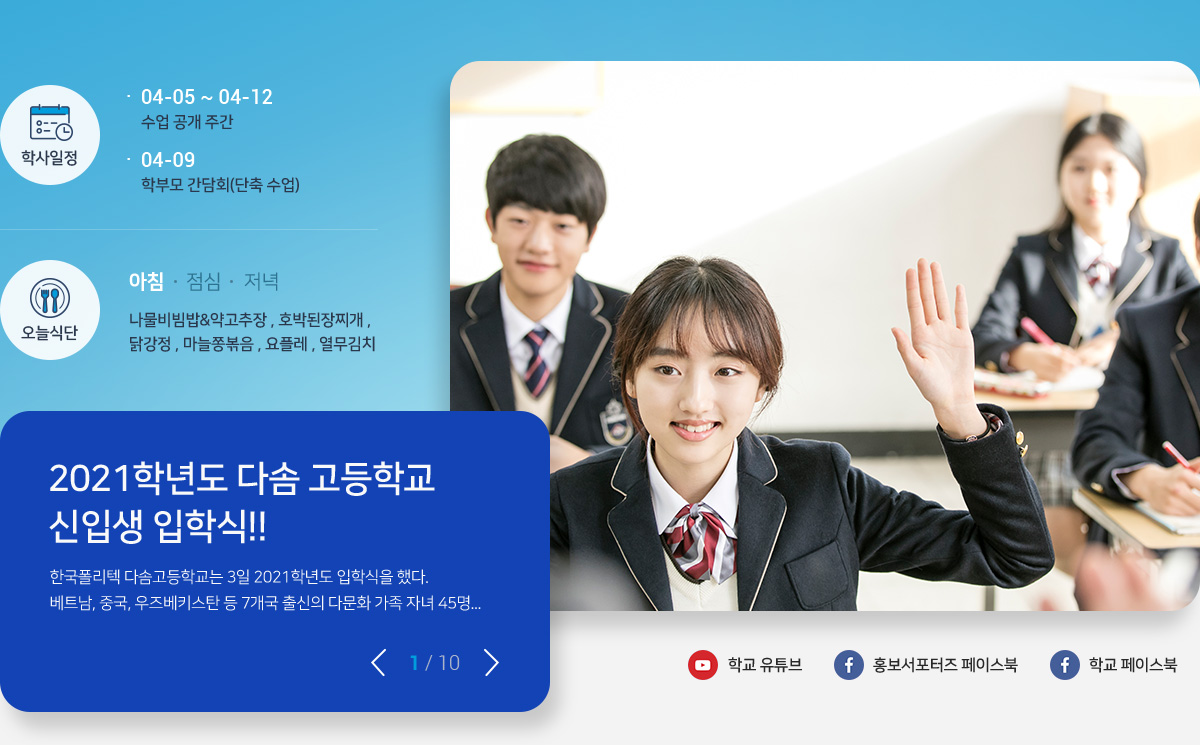 학사일정
· 04-05 ~ 04-12
수업 공개 주간
· 04-09
학부모 간담회(단축 수업)
오늘식단
아침 · 점심 · 저녁
나물비빔밥&약고추장 , 호박된장찌개 ,
닭강정 , 마늘쫑볶음 , 요플레 , 열무김치
2021학년도 다솜 고등학교
신입생 입학식!!
한국폴리텍 다솜고등학교는 3일 2021학년도 입학식을 했다.
베트남, 중국, 우즈베키스탄 등 7개국 출신의 다문화 가족 자녀 45명...
1 / 10
학교 유튜브
홍보서포터즈 페이스북
학교 페이스북